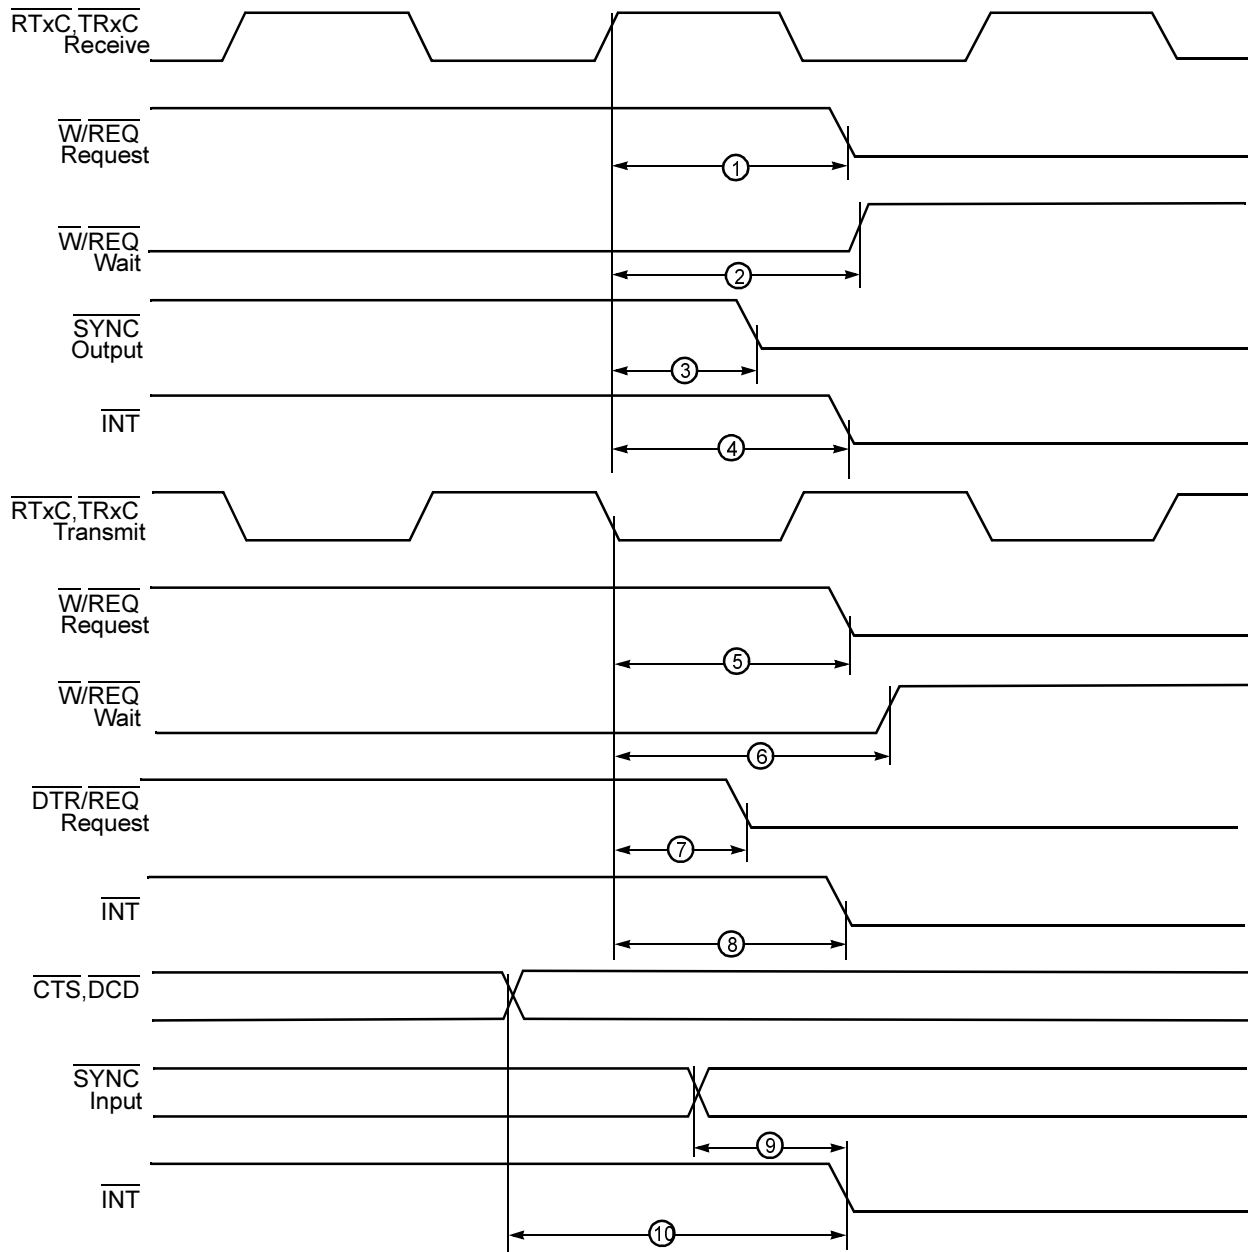 RTxC,TRxC
Receive
W/REQ
Request
1
W/REQ
Wait
2
SYNC
Output
3
INT
4
RTxC,TRxC
Transmit
W/REQ
Request
5
W/REQ
Wait
6
DTR/REQ
Request
7
INT
8
CTS,DCD
SYNC
Input
9
INT
10